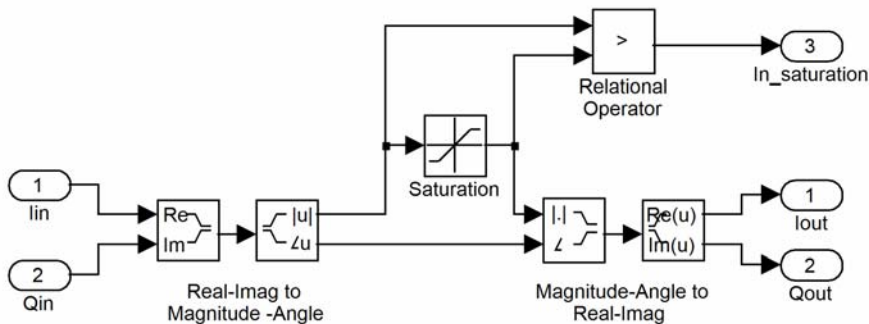 >
3
In_saturation
Relational
Operator
Saturation
1
Iin
Re
Im
|u|
∠u
|.|
∠
Re(u)
Im(u)
1
Iout
2
Qin
2
Qout
Real-Imag to
Magnitude -Angle
Magnitude-Angle to
Real-Imag